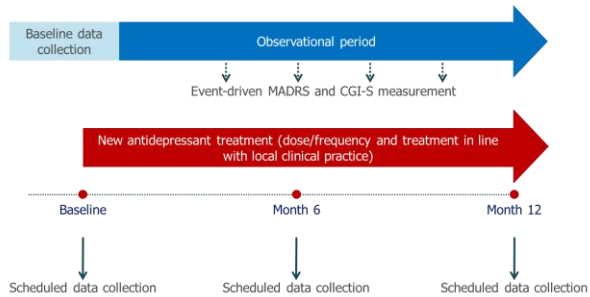 Baseline data
collection
Observational period
Event-driven MADRS and CGI-S measurement
New antidepressant treatment (dose/frequency and treatment in line
with local clinical practice)
Baseline
Month 6
Month 12
Scheduled data collection
Scheduled data collection
Scheduled data collection